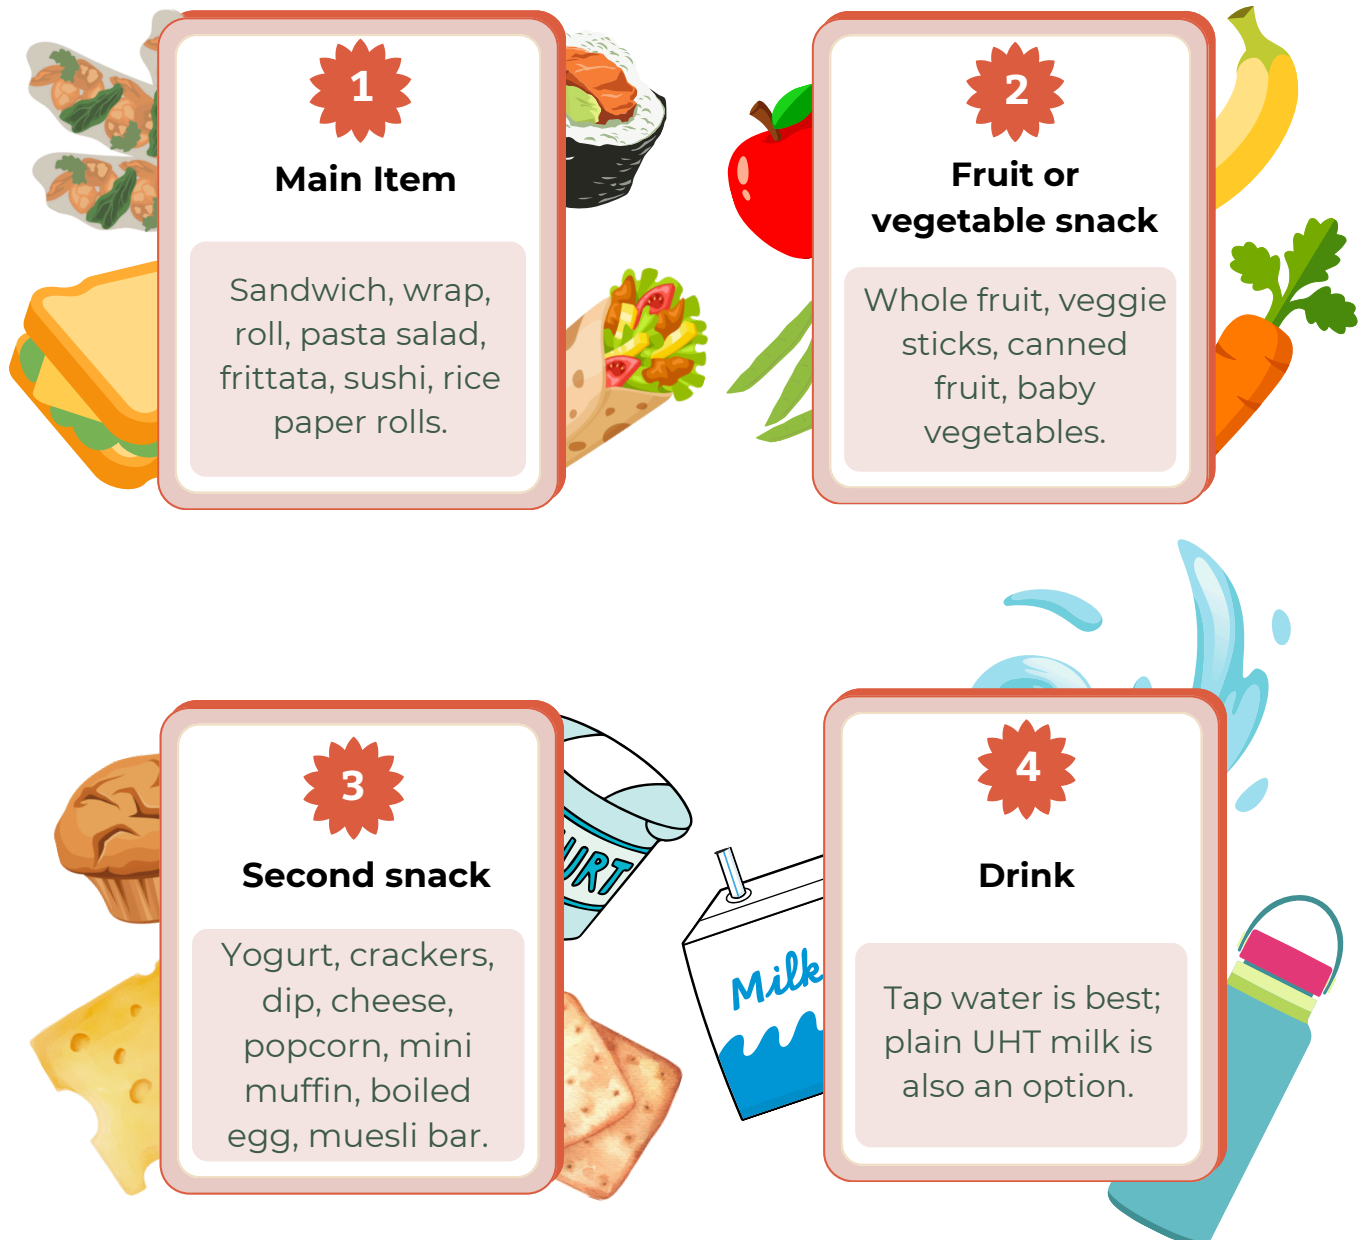 1
Main Item
Sandwich, wrap,
roll, pasta salad,
frittata, sushi, rice
paper rolls.
2
Fruit or
vegetable snack
Whole fruit, veggie
sticks, canned
fruit, baby
vegetables.
3
Second snack
Yogurt, crackers,
dip, cheese,
popcorn, mini
muffin, boiled
egg, muesli bar.
URT
Milk
4
Drink
Tap water is best;
plain UHT milk is
also an option.